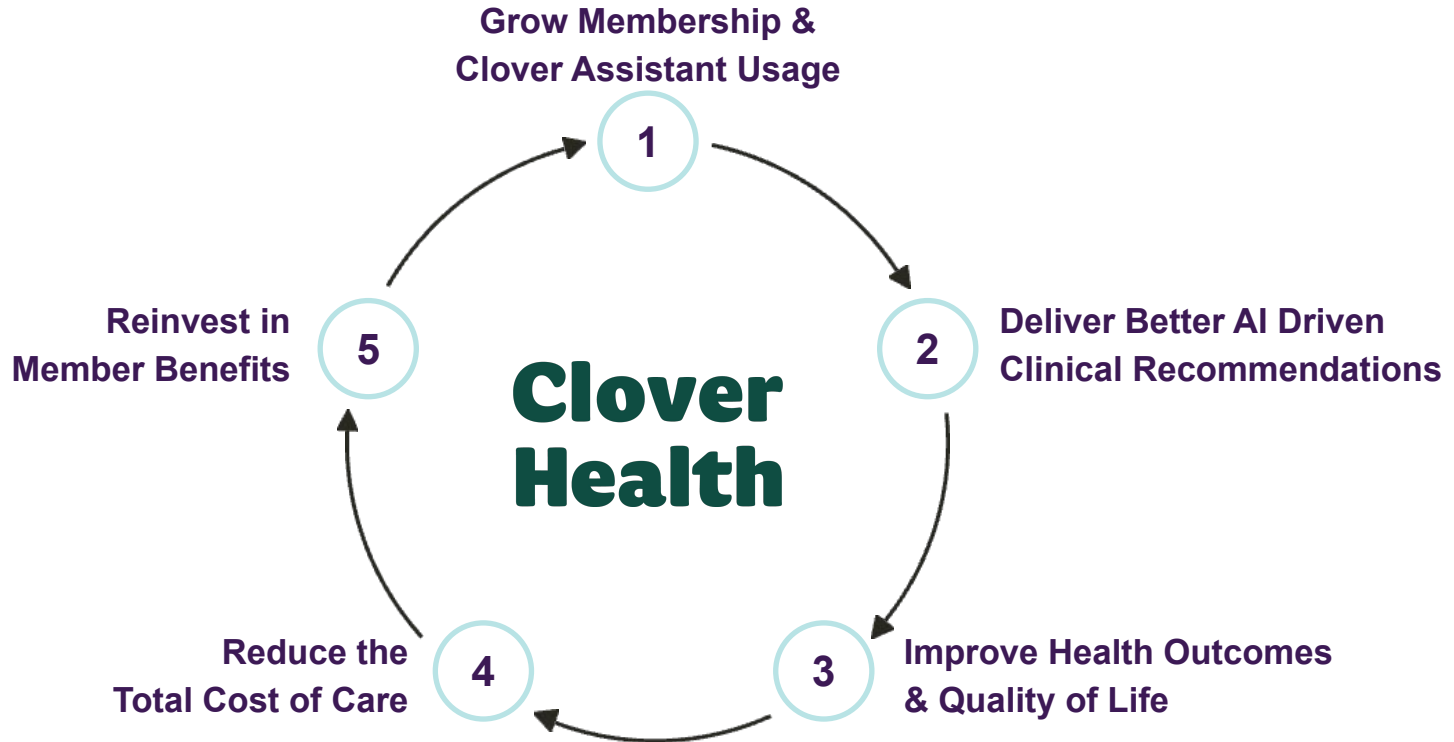 Grow Membership &
Clover Assistant Usage
1
2
Deliver Better AI Driven
Clinical Recommendations
3
Improve Health Outcomes
& Quality of Life
4
Reduce the
Total Cost of Care
5
Reinvest in
Member Benefits
Clover
Health